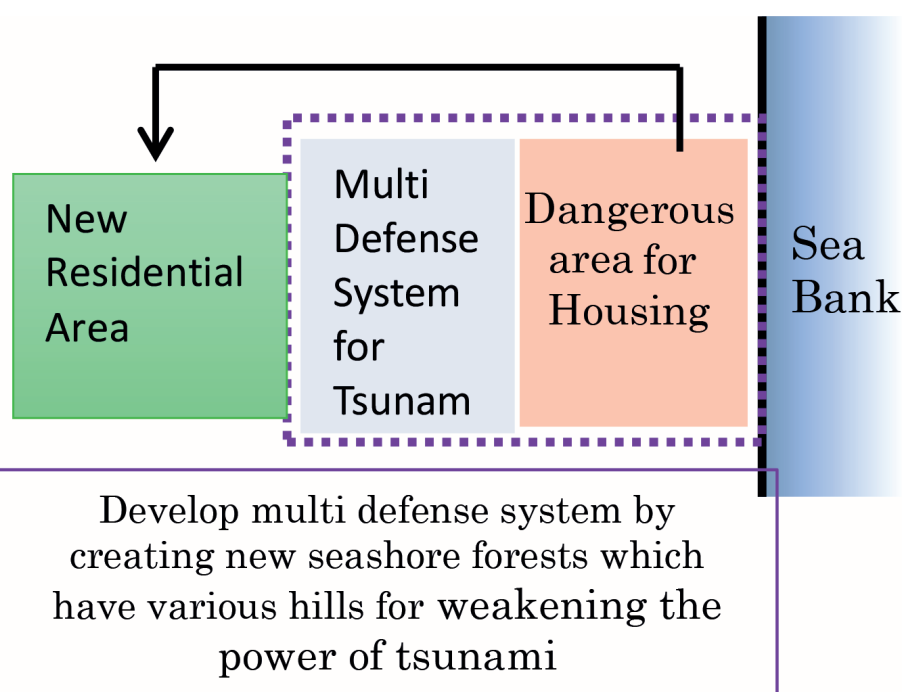 New
Residential
Area
Multi
Defense
System
for
Tsunam
Dangerous
area for
Housing
Sea
Bank
Develop multi defense system by
creating new seashore forests which
have various hills for weakening the
power of tsunami